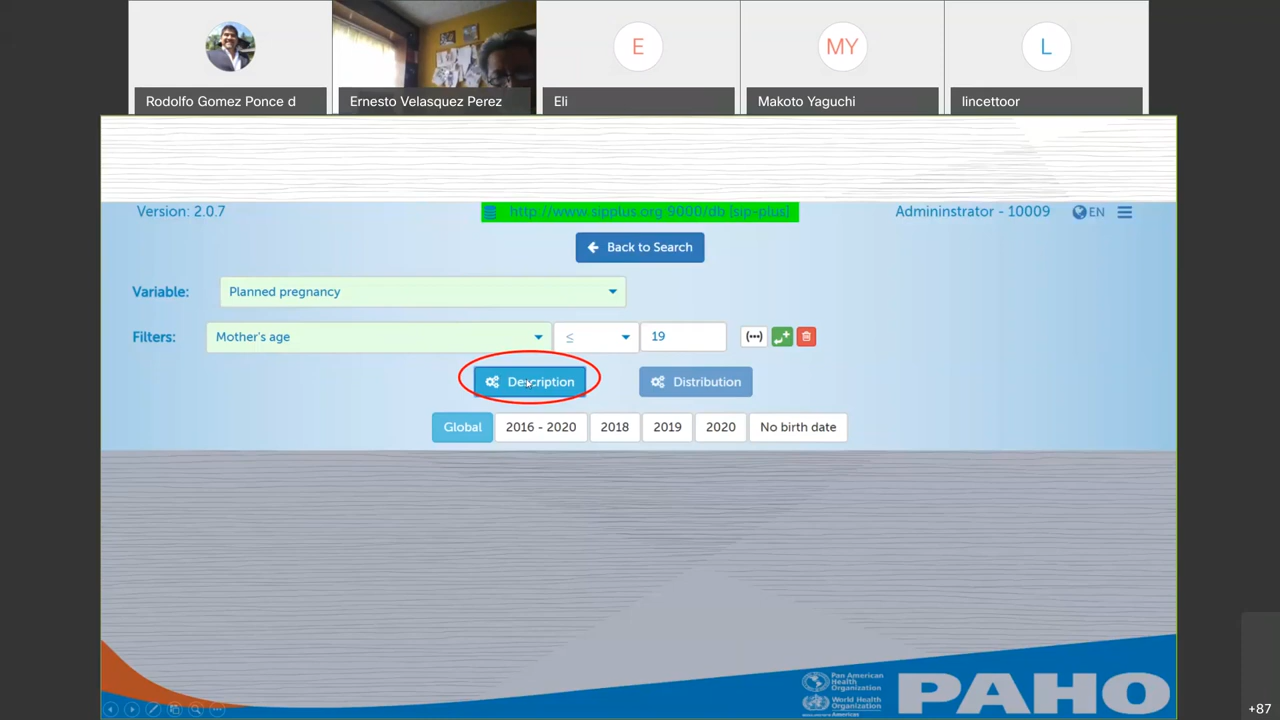 E
MY
L
Rodolfo Gomez Ponce d
Ernesto Velasquez Perez
Eli
Makoto Yaguchi
lincettoor
Version: 2.0.7
http://www.sipplus.org:9000/db [sip-plus]
Admininstrator - 10009
EN
Back to Search
Variable:
Planned pregnancy
Filters:
Mother's age
≤
19
(···)
Description
Distribution
Global
2016 - 2020
2018
2019
2020
No birth date
Pan American
Health
Organization
World Health
Organization
Americas
PAHO
+87